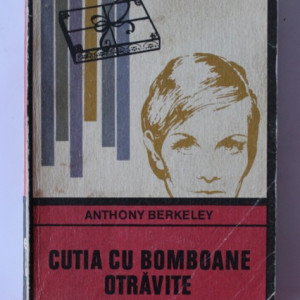 ANTHONY BERKELEY
CUTIA CU BOMBOANE
OTRĂVITE